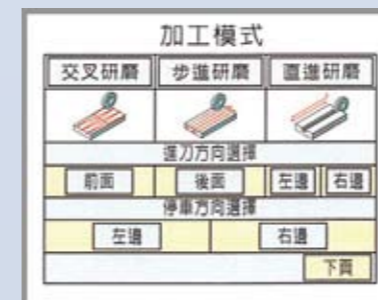 加工模式
交叉研磨 步進研磨 直進研磨
進刀方向選擇
前面 後面 左邊 右邊
停車方向選擇
左邊 右邊
下頁